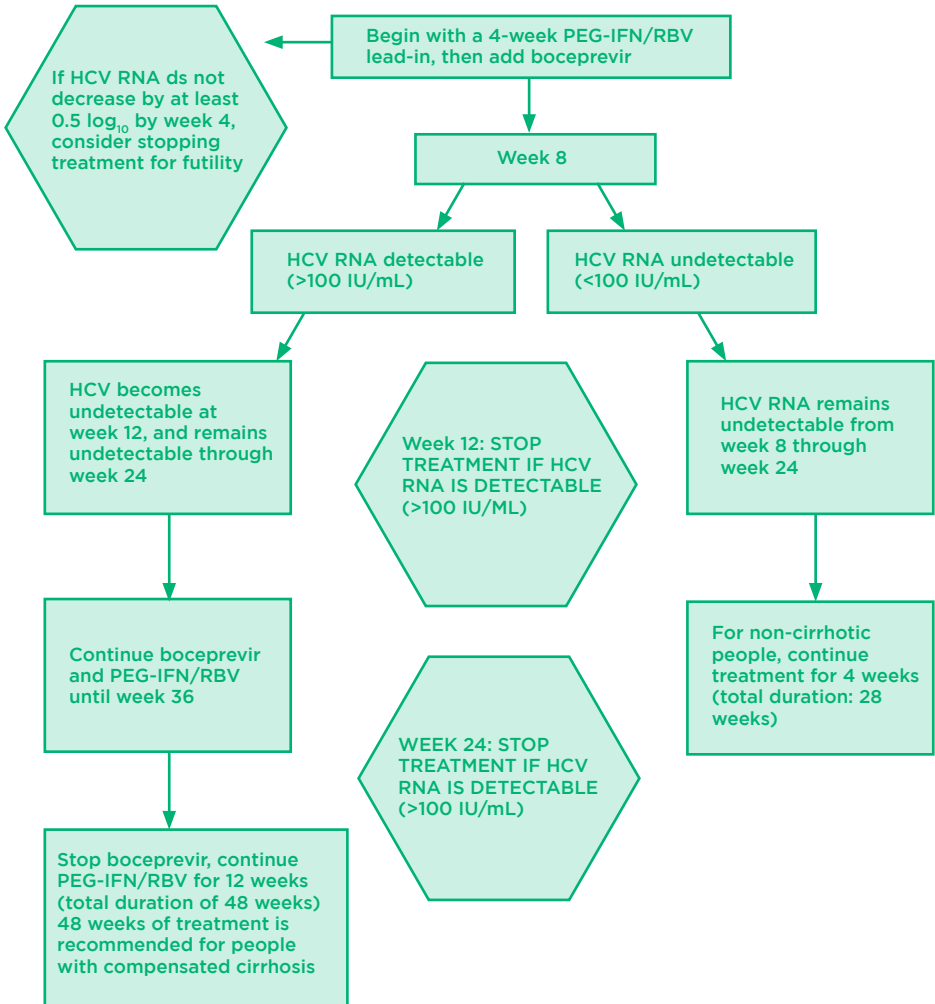 Begin with a 4-week PEG-IFN/RBV
lead-in, then add boceprevir
If HCV RNA ds not
decrease by at least
0.5 log₁₀ by week 4,
consider stopping
treatment for futility
Week 8
HCV RNA detectable
(>100 IU/mL)
HCV RNA undetectable
(<100 IU/mL)
HCV becomes
undetectable at
week 12, and remains
undetectable through
week 24
Week 12: STOP
TREATMENT IF HCV
RNA IS DETECTABLE
(>100 IU/ML)
HCV RNA remains
undetectable from
week 8 through
week 24
Continue boceprevir
and PEG-IFN/RBV
until week 36
For non-cirrhotic
people, continue
treatment for 4 weeks
(total duration: 28
weeks)
WEEK 24: STOP
TREATMENT IF HCV
RNA IS DETECTABLE
(>100 IU/mL)
Stop boceprevir, continue
PEG-IFN/RBV for 12 weeks
(total duration of 48 weeks)
48 weeks of treatment is
recommended for people
with compensated cirrhosis